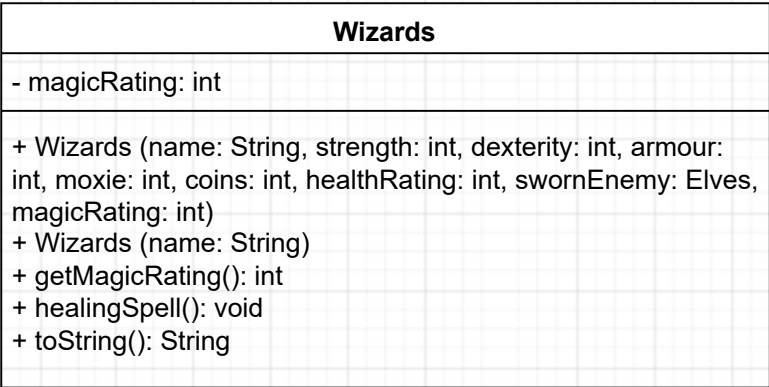 Wizards
- magicRating: int
+ Wizards (name: String, strength: int, dexterity: int, armour:
int, moxie: int, coins: int, healthRating: int, swornEnemy: Elves,
magicRating: int)
+ Wizards (name: String)
+ getMagicRating(): int
+ healingSpell(): void
+ toString(): String